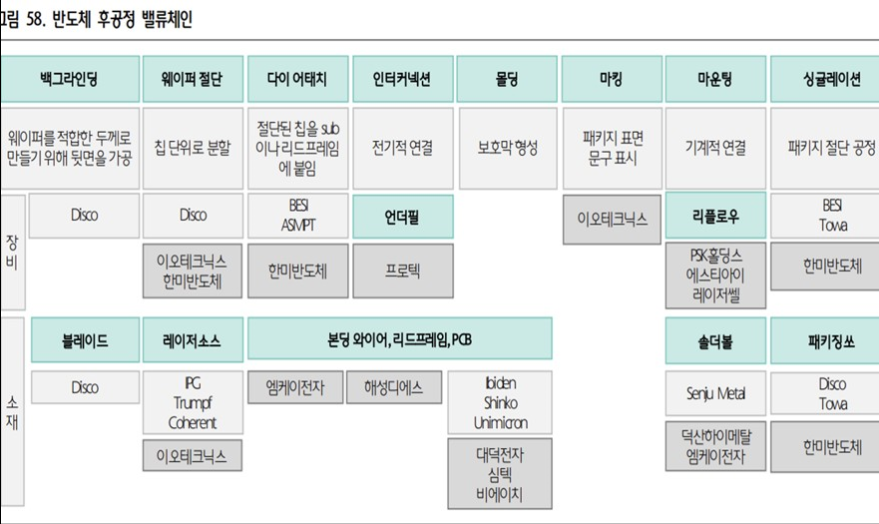 그림 58. 반도체 후공정 밸류체인
백그라인딩
웨이퍼 절단
다이 어태치
인터커넥션
몰딩
마킹
마운팅
싱귤레이션
웨이퍼를 적합한 두께로
만들기 위해 뒷면을 가공
칩 단위로 분할
절단된 칩을 sub
이나 리드프레임
에 붙임
전기적 연결
보호막 형성
패키지 표면
문구 표시
기계적 연결
패키지 절단 공정
장
비
Disco
Disco
BESI
ASMPT
언더필
이오테크닉스
리플로우
BESI
Towa
이오테크닉스
한미반도체
한미반도체
프로텍
PSK홀딩스
에스티아이
레이저쎌
한미반도체
소
재
블레이드
레이저소스
본딩 와이어, 리드프레임, PCB
솔더볼
패키징쏘
Disco
IPG
Trumpf
Coherent
엠케이전자
해성디에스
Ibiden
Shinko
Unimicron
Senju Metal
Disco
Towa
이오테크닉스
대덕전자
심텍
비에이치
덕산하이메탈
엠케이전자
한미반도체